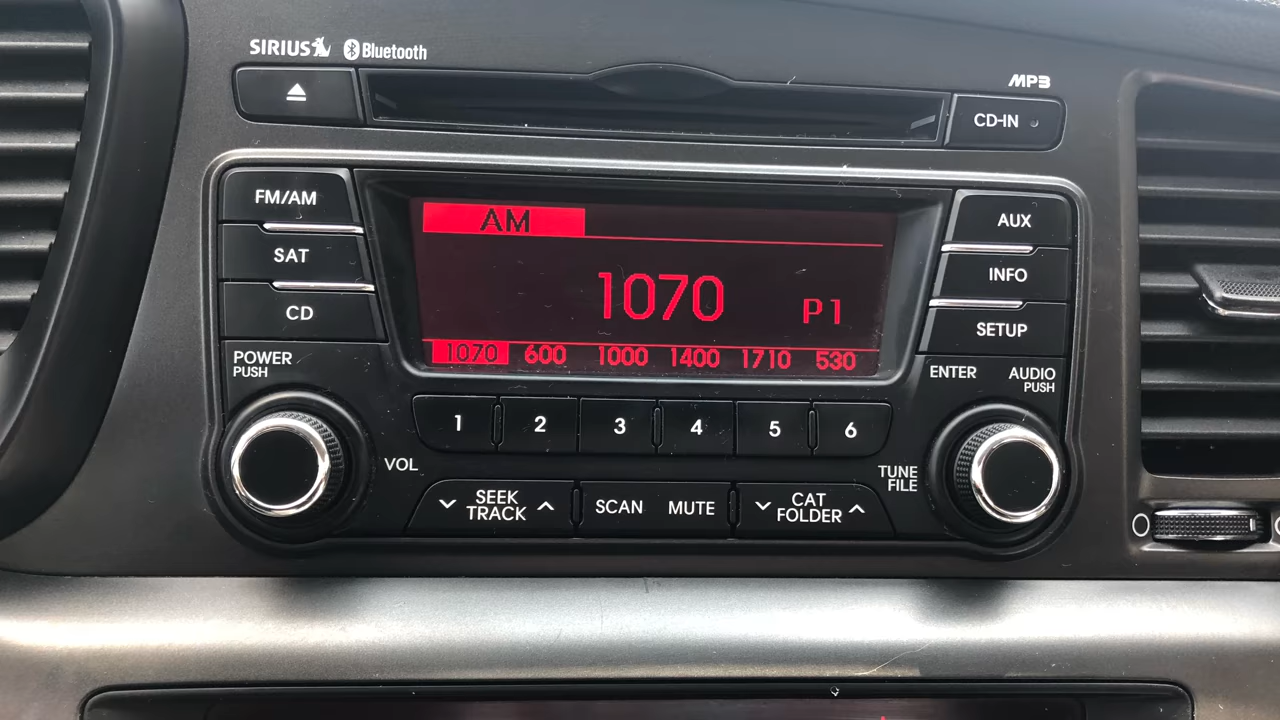 SIRIUS Bluetooth
MP3
CD-IN
FM/AM
SAT
CD
AM
1070 P1
1070 600 1000 1400 1710 530
AUX
INFO
SETUP
POWER
PUSH
ENTER
AUDIO
PUSH
1 2 3 4 5 6
VOL
TUNE
FILE
SEEK
TRACK
SCAN MUTE
CAT
FOLDER